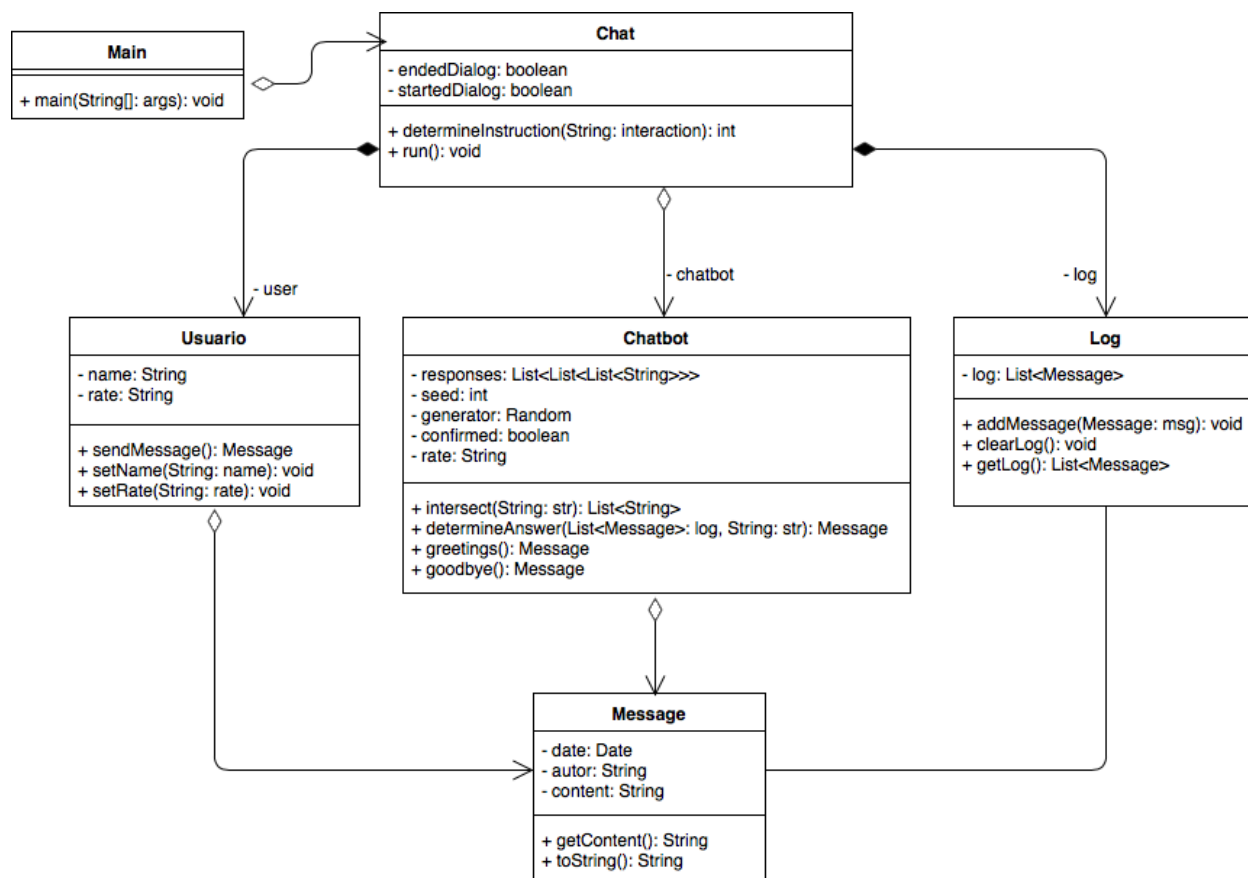 Main
+ main(String[]: args): void
Chat
- endedDialog: boolean
- startedDialog: boolean
+ determineInstruction(String: interaction): int
+ run(): void
- user
- chatbot
- log
Usuario
- name: String
- rate: String
+ sendMessage(): Message
+ setName(String: name): void
+ setRate(String: rate): void
Chatbot
- responses: List<List<List<String>>>
- seed: int
- generator: Random
- confirmed: boolean
- rate: String
+ intersect(String: str): List<String>
+ determineAnswer(List<Message>: log, String: str): Message
+ greetings(): Message
+ goodbye(): Message
Log
- log: List<Message>
+ addMessage(Message: msg): void
+ clearLog(): void
+ getLog(): List<Message>
Message
- date: Date
- autor: String
- content: String
+ getContent(): String
+ toString(): String